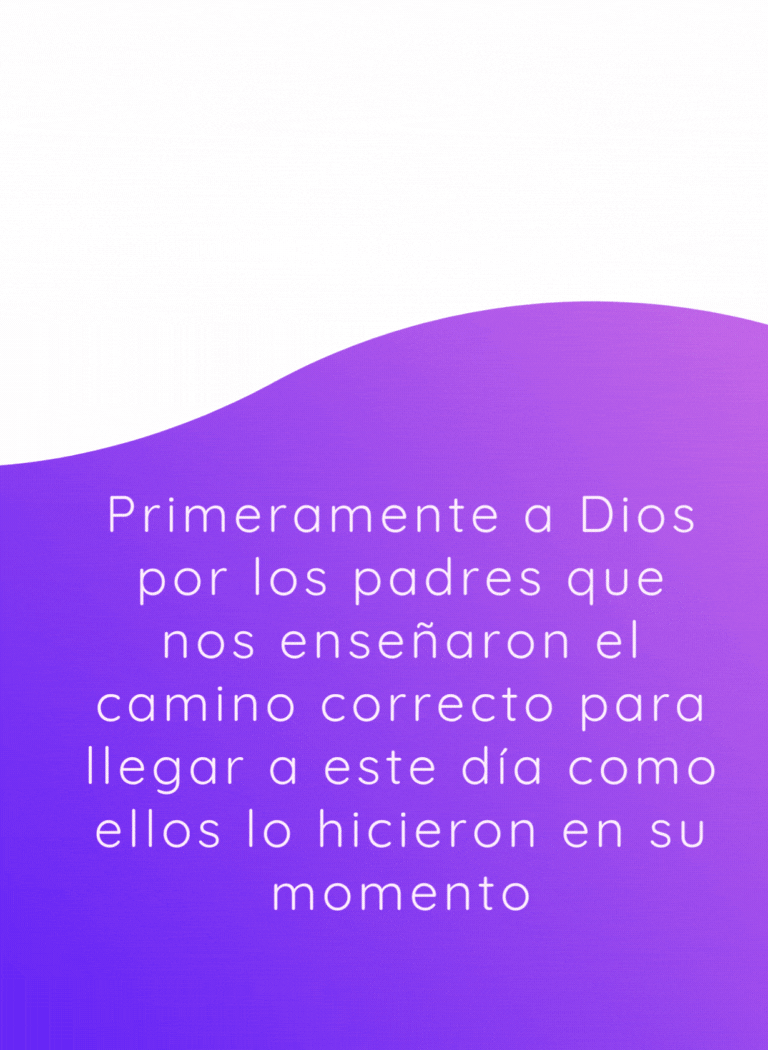 Primeramente a Dios
por los padres que
nos enseñaron el
camino correcto para
llegar a este día como
ellos lo hicieron en su
momento